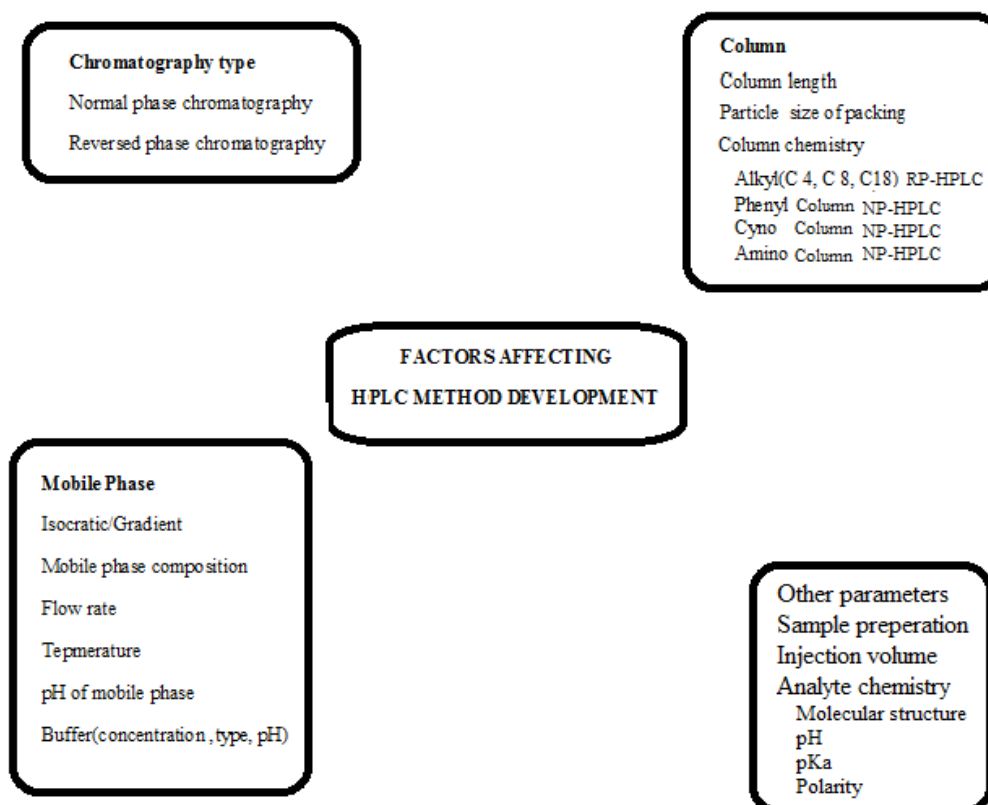 Chromatography type
Normal phase chromatography
Reversed phase chromatography
Column
Column length
Particle size of packing
Column chemistry
Alkyl(C 4, C 8, C18) RP-HPLC
Phenyl Column NP-HPLC
Cyno Column NP-HPLC
Amino Column NP-HPLC
FACTORS AFFECTING
HPLC METHOD DEVELOPMENT
Mobile Phase
Isocratic/Gradient
Mobile phase composition
Flow rate
Tepmerature
pH of mobile phase
Buffer(concentration ,type, pH)
Other parameters
Sample preperation
Injection volume
Analyte chemistry
Molecular structure
pH
pKa
Polarity